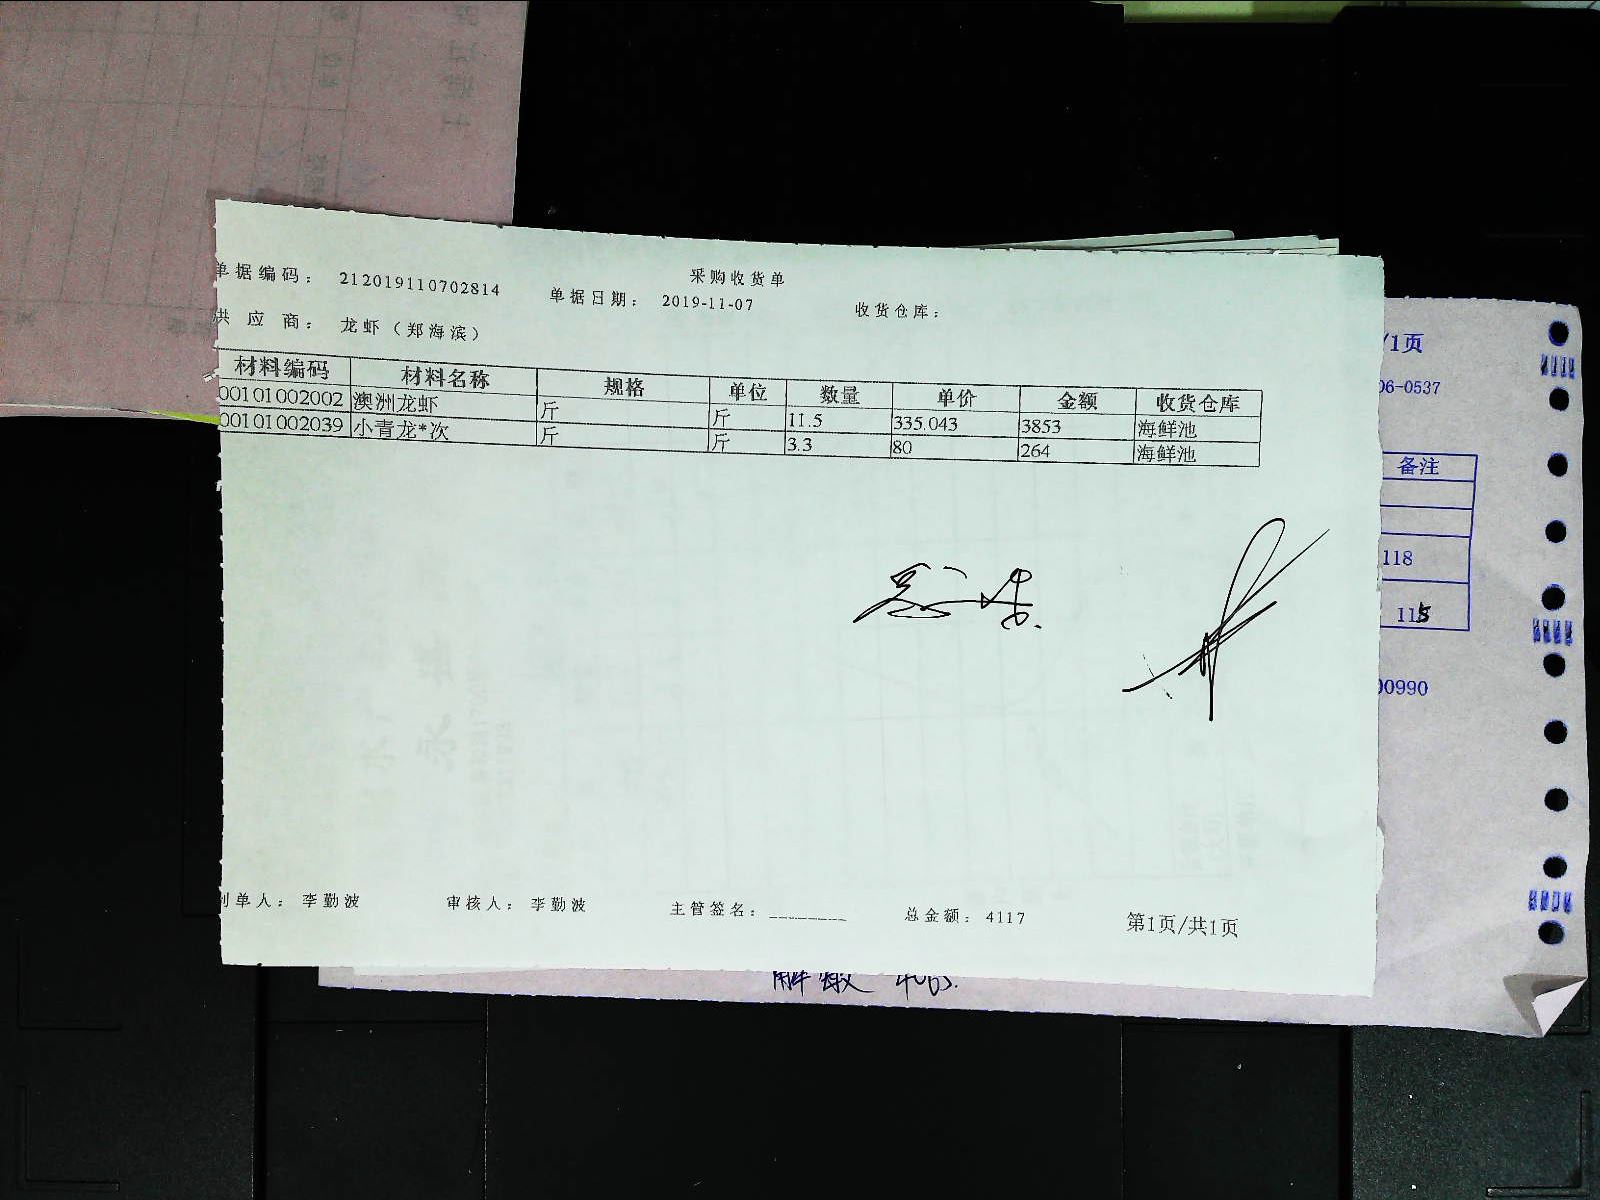 采购收货单
单据编码： 212019110702814 单据日期： 2019-11-07 收货仓库：
供应商： 龙虾（郑海滨）
材料编码 材料名称 规格 单位 数量 单价 金额 收货仓库
00101002002 澳洲龙虾 斤 斤 11.5 335.043 3853 海鲜池
00101002039 小青龙*次 斤 斤 3.3 80 264 海鲜池
制单人： 李勤波 审核人： 李勤波 主管签名：________ 总金额： 4117 第1页/共1页
/1页
06-0537
备注
118
115
00990